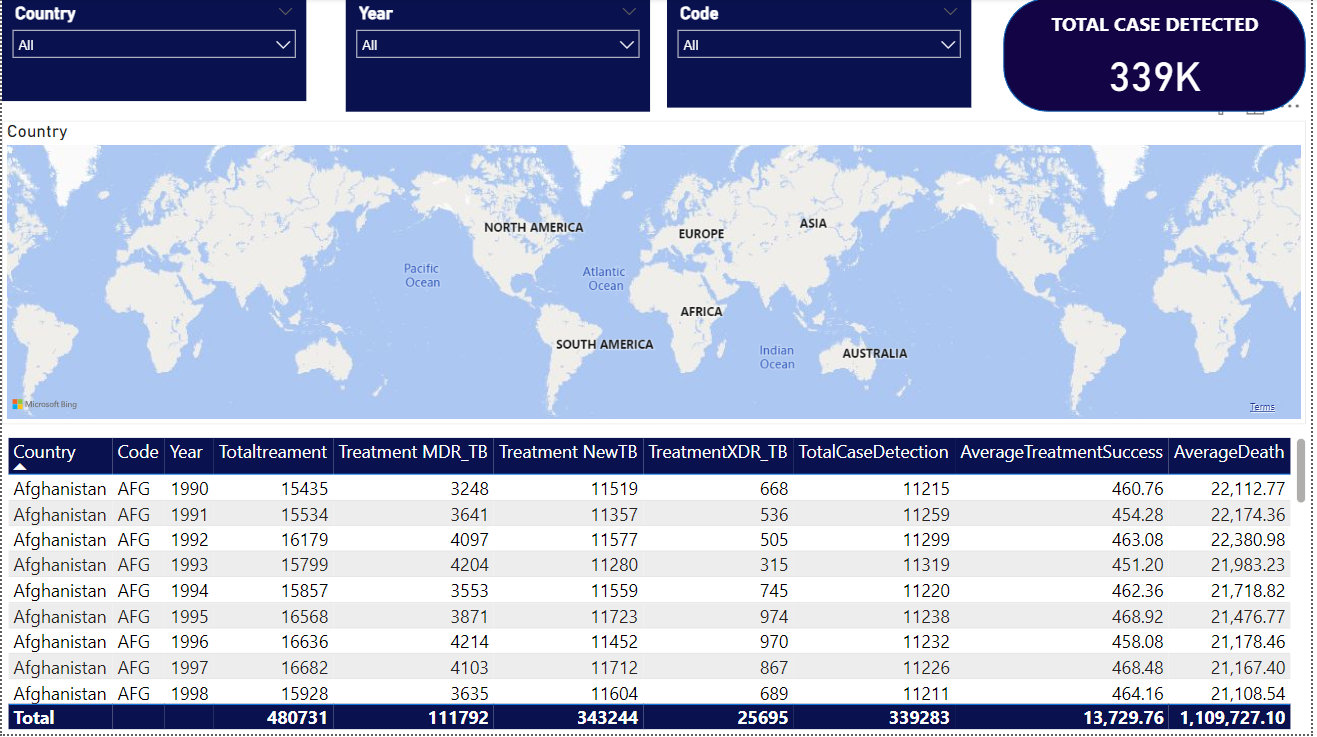 Country Year Code TOTAL CASE DETECTED
All All All
339K
Country
NORTH AMERICA EUROPE ASIA
Pacific Ocean Atlantic Ocean
AFRICA
SOUTH AMERICA Indian Ocean AUSTRALIA
Microsoft Bing Terms
Country Code Year Totaltreament Treatment MDR_TB Treatment NewTB TreatmentXDR_TB TotalCaseDetection AverageTreatmentSuccess AverageDeath
Afghanistan AFG 1990 15435 3248 11519 668 11215 460.76 22,112.77
Afghanistan AFG 1991 15534 3641 11357 536 11259 454.28 22,174.36
Afghanistan AFG 1992 16179 4097 11577 505 11299 463.08 22,380.98
Afghanistan AFG 1993 15799 4204 11280 315 11319 451.20 21,983.23
Afghanistan AFG 1994 15857 3553 11559 745 11220 462.36 21,718.82
Afghanistan AFG 1995 16568 3871 11723 974 11238 468.92 21,476.77
Afghanistan AFG 1996 16636 4214 11452 970 11232 458.08 21,178.46
Afghanistan AFG 1997 16682 4103 11712 867 11226 468.48 21,167.40
Afghanistan AFG 1998 15928 3635 11604 689 11211 464.16 21,108.54
Total 480731 111792 343244 25695 339283 13,729.76 1,109,727.10